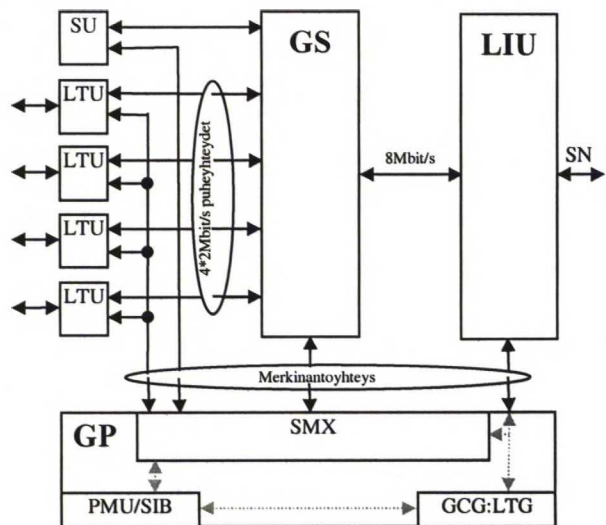 SU
GS
LIU
LTU
LTU
LTU
LTU
4*2Mbit/s puheyhteydet
8Mbit/s
SN
Merkinantoyhteys
GP
SMX
PMU/SIB
GCG:LTG